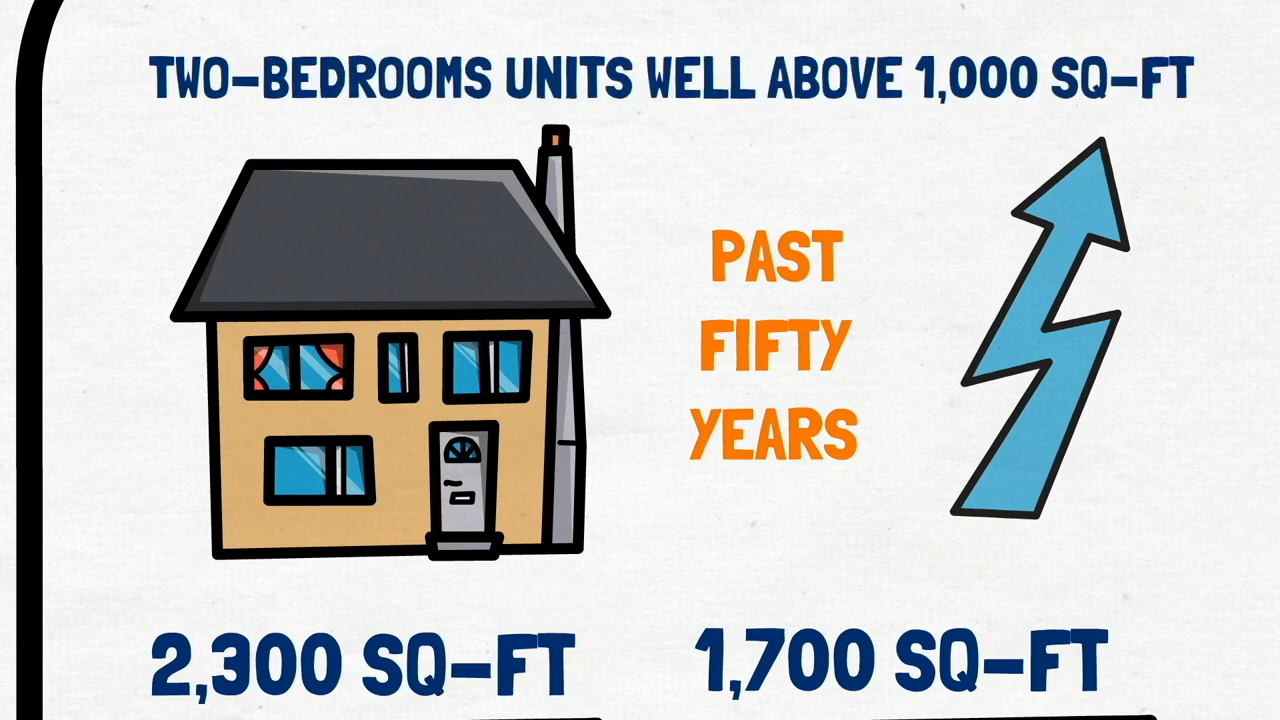 TWO-BEDROOMS UNITS WELL ABOVE 1,000 SQ-FT
PAST
FIFTY
YEARS
2,300 SQ-FT
1,700 SQ-FT